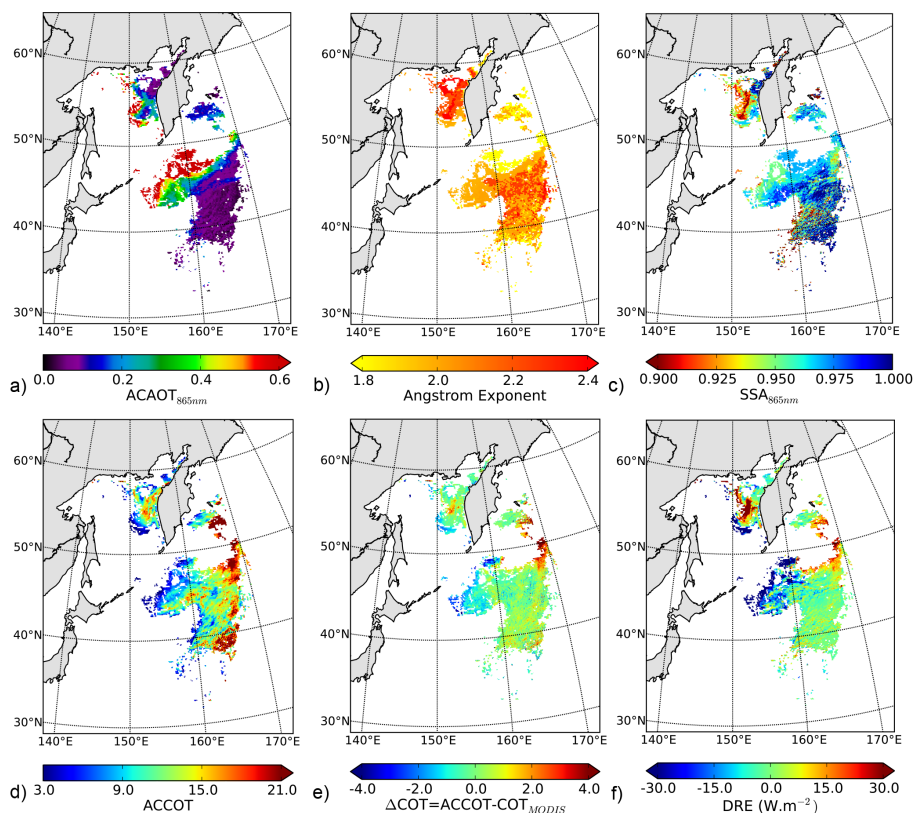 60°N
50°N
40°N
30°N
140°E 150°E 160°E 170°E
a) 0.0 0.2 0.4 0.6
ACAOT865nm
60°N
50°N
40°N
30°N
140°E 150°E 160°E 170°E
b) 1.8 2.0 2.2 2.4
Angstrom Exponent
60°N
50°N
40°N
30°N
140°E 150°E 160°E 170°E
c) 0.900 0.925 0.950 0.975 1.000
SSA865nm
60°N
50°N
40°N
30°N
140°E 150°E 160°E 170°E
d) 3.0 9.0 15.0 21.0
ACCOT
60°N
50°N
40°N
30°N
140°E 150°E 160°E 170°E
e) -4.0 -2.0 0.0 2.0 4.0
ΔCOT=ACCOT-COTMODIS
60°N
50°N
40°N
30°N
140°E 150°E 160°E 170°E
f) -30.0 -15.0 0.0 15.0 30.0
DRE (W.m⁻²)